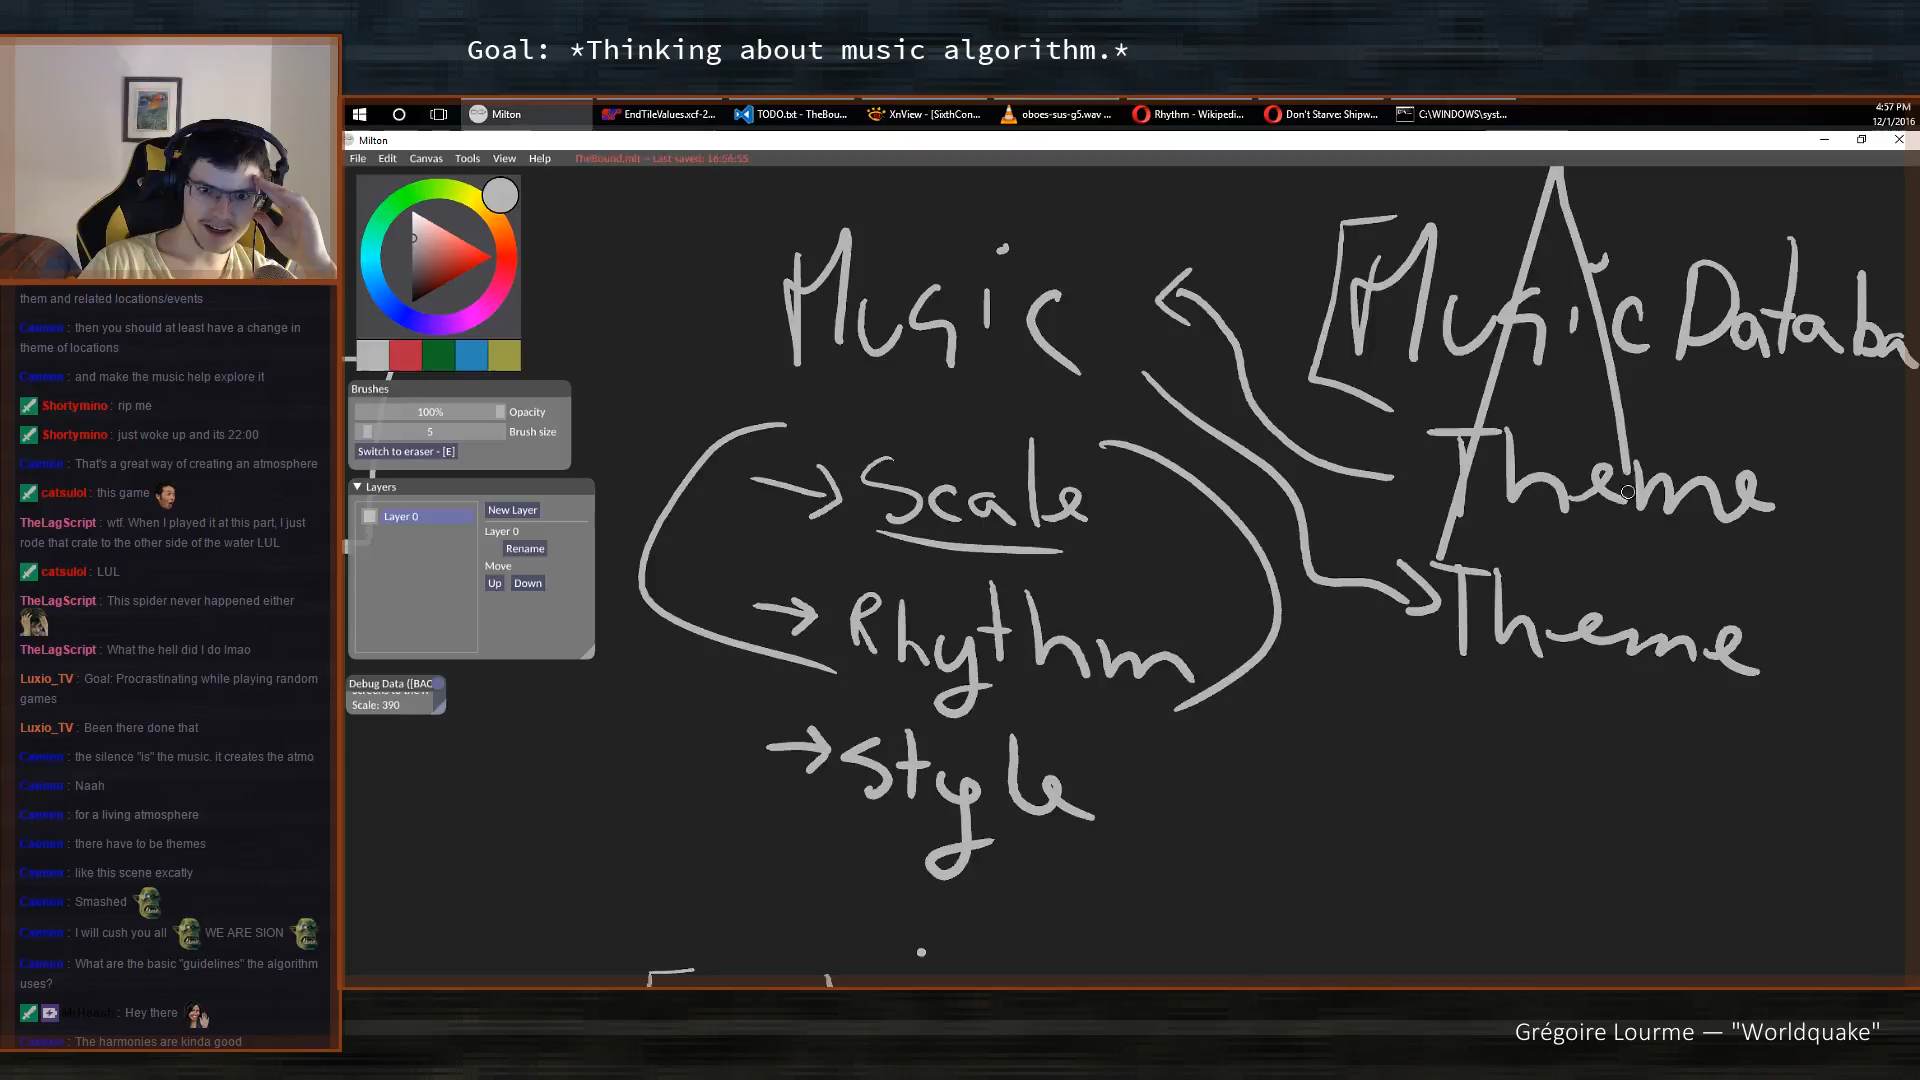 Goal: *Thinking about music algorithm.*
Milton
EndTileValues.xcf-2...
TODO.txt - TheBou...
XnView - [SixthCon...
oboes-sus-g5.wav ...
Rhythm - Wikipedi...
Don't Starve: Shipw...
C:\WINDOWS\syst...
4:57 PM
12/1/2016
Milton
File Edit Canvas Tools View Help
TheBound.mlt -- Last saved: 16:56:55
Brushes
100% Opacity
5 Brush size
Switch to eraser - [E]
Layers
Layer 0
New Layer
Layer 0
Rename
Move
Up Down
Debug Data ([BAC
Scale: 390
Music
→ Scale
→ Rhythm
→ Style
Music Databa
Theme
Theme
them and related locations/events
: then you should at least have a change in
theme of locations
: and make the music help explore it
Shortymino : rip me
Shortymino : just woke up and its 22:00
: That's a great way of creating an atmosphere
catsulol : this game
TheLagScript : wtf. When I played it at this part, I just
rode that crate to the other side of the water LUL
catsulol : LUL
TheLagScript : This spider never happened either
TheLagScript : What the hell did I do lmao
Luxio_TV : Goal: Procrastinating while playing random
games
Luxio_TV : Been there done that
: the silence "is" the music. it creates the atmo
: Naah
: for a living atmosphere
: there have to be themes
: like this scene excatly
: Smashed
: I will cush you all WE ARE SION
: What are the basic "guidelines" the algorithm
uses?
: Hey there
: The harmonies are kinda good
Grégoire Lourme — "Worldquake"